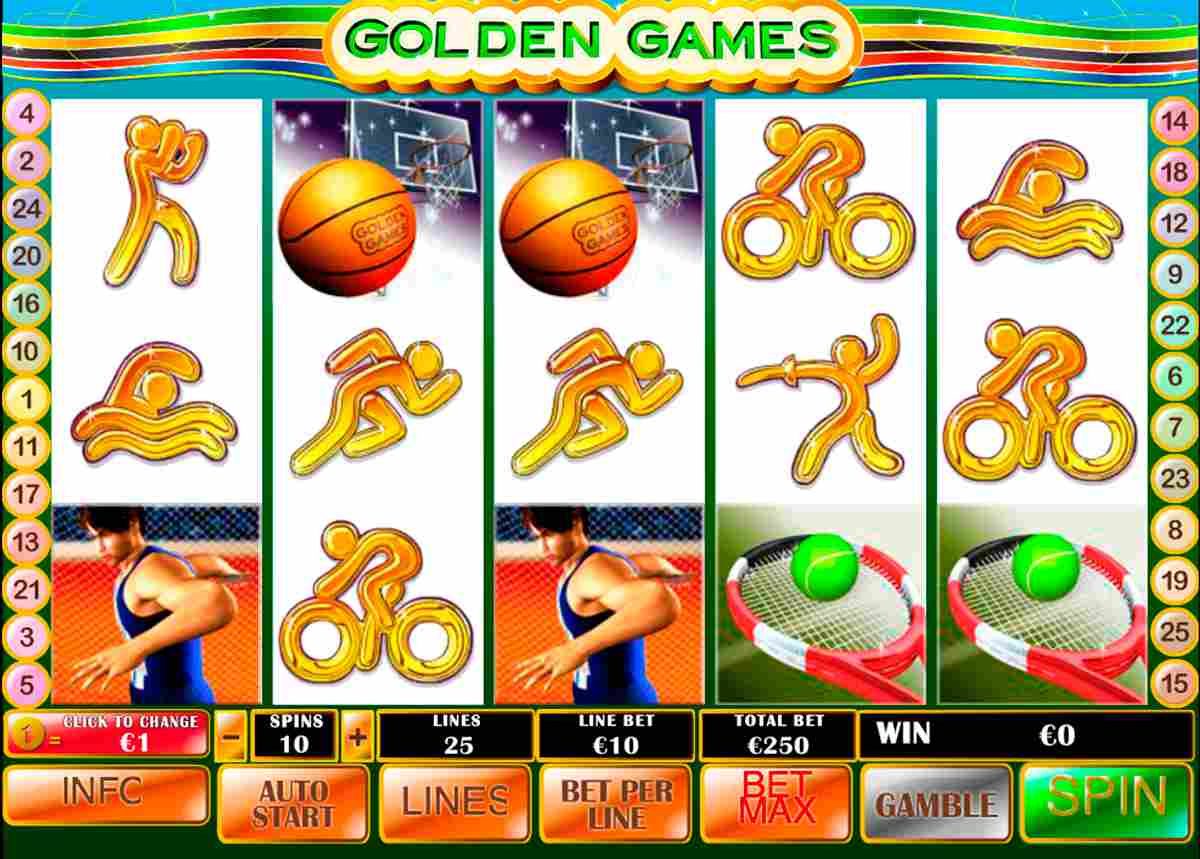 GOLDEN GAMES
4
2
24
20
16
10
1
11
17
13
21
3
5
GOLDEN
GAMES
GOLDEN
GAMES
14
18
12
9
22
6
7
23
8
19
25
15
1 = CLICK TO CHANGE
€1
−
SPINS
10
+
LINES
25
LINE BET
€10
TOTAL BET
€250
WIN €0
INFC
AUTO
START
LINES
BET PER
LINE
BET
MAX
GAMBLE
SPIN